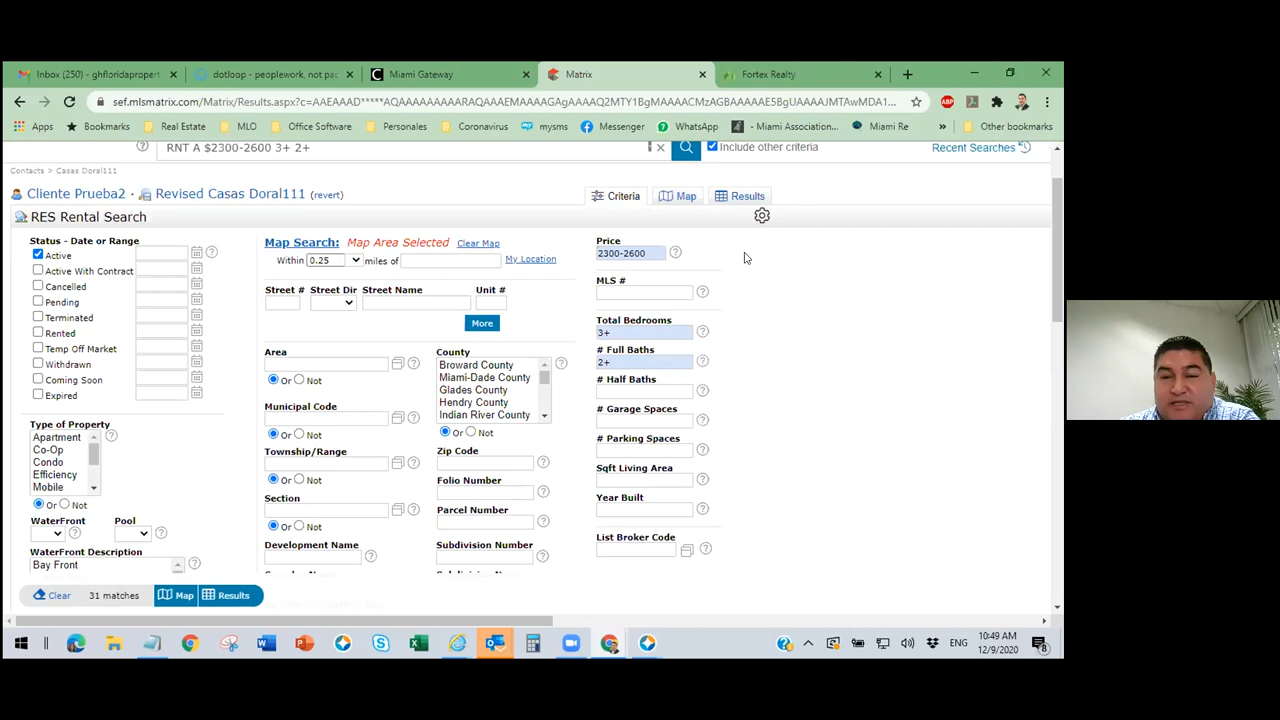 Inbox (250) - ghfloridapropert
dotloop - peoplework, not pa
Miami Gateway
Matrix
Fortex Realty
sef.mlsmatrix.com/Matrix/Results.aspx?c=AAEAAAD*****AQAAAAAAAAARAQAAAEMAAAAGAgAAAAQ2MTY1BgMAAAACMzAGBAAAAAE5BgUAAAAJMTAwMDA1...
Apps
Bookmarks
Real Estate
MLO
Office Software
Personales
Coronavirus
mysms
Messenger
WhatsApp
- Miami Association...
Miami Re
»
Other bookmarks
RNT A $2300-2600 3+ 2+
Include other criteria
Recent Searches
Contacts > Casas Doral111
Cliente Prueba2 › Revised Casas Doral111 (revert)
Criteria
Map
Results
RES Rental Search
Status - Date or Range
Active
Active With Contract
Cancelled
Pending
Terminated
Rented
Temp Off Market
Withdrawn
Coming Soon
Expired
Type of Property
Apartment
Co-Op
Condo
Efficiency
Mobile
Or Not
WaterFront
Pool
WaterFront Description
Bay Front
Map Search: Map Area Selected Clear Map
Within 0.25 miles of
My Location
Street # Street Dir Street Name Unit #
More
Area
Or Not
Municipal Code
Or Not
Township/Range
Or Not
Section
Or Not
Development Name
County
Broward County
Miami-Dade County
Glades County
Hendry County
Indian River County
Or Not
Zip Code
Folio Number
Parcel Number
Subdivision Number
Price
2300-2600
MLS #
Total Bedrooms
3+
# Full Baths
2+
# Half Baths
# Garage Spaces
# Parking Spaces
Sqft Living Area
Year Built
List Broker Code
Clear
31 matches
Map
Results
ENG
10:49 AM
12/9/2020
8